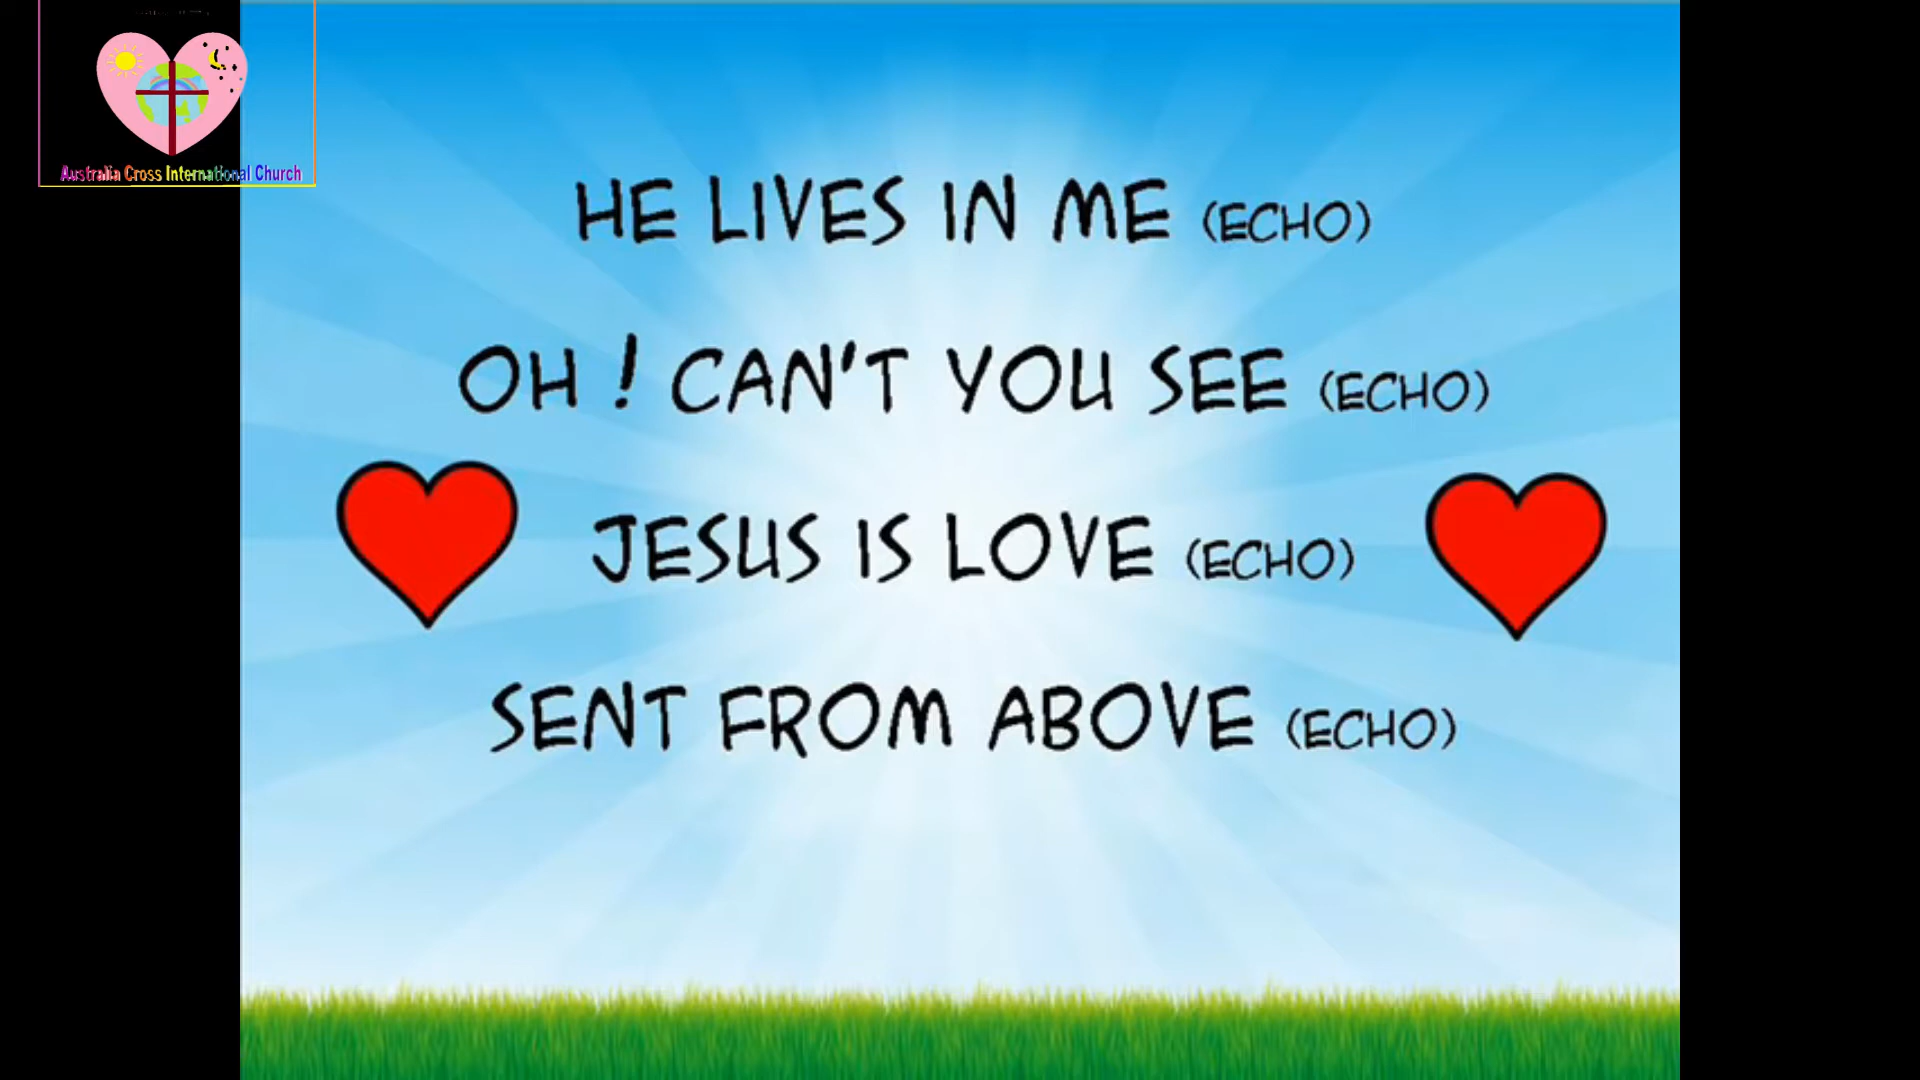 Australia Cross International Church
HE LIVES IN ME (ECHO)
OH ! CAN'T YOU SEE (ECHO)
JESUS IS LOVE (ECHO)
SENT FROM ABOVE (ECHO)